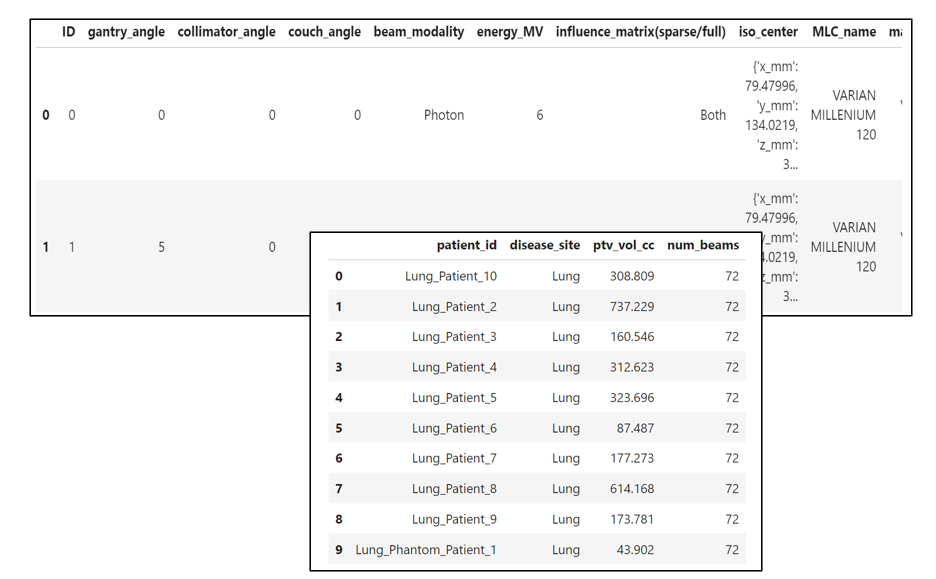 ID gantry_angle collimator_angle couch_angle beam_modality energy_MV influence_matrix(sparse/full) iso_center MLC_name
0 0 0 0 0 Photon 6 Both {'x_mm': 79.47996, 'y_mm': 134.0219, 'z_mm': 3... VARIAN MILLENIUM 120
1 1 5 0 {'x_mm': 79.47996, _mm': 4.0219, _mm': 3... VARIAN MILLENIUM 120
patient_id disease_site ptv_vol_cc num_beams
0 Lung_Patient_10 Lung 308.809 72
1 Lung_Patient_2 Lung 737.229 72
2 Lung_Patient_3 Lung 160.546 72
3 Lung_Patient_4 Lung 312.623 72
4 Lung_Patient_5 Lung 323.696 72
5 Lung_Patient_6 Lung 87.487 72
6 Lung_Patient_7 Lung 177.273 72
7 Lung_Patient_8 Lung 614.168 72
8 Lung_Patient_9 Lung 173.781 72
9 Lung_Phantom_Patient_1 Lung 43.902 72